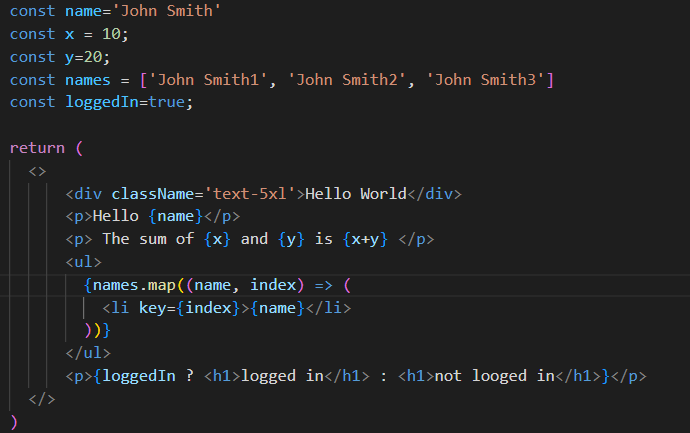 const name='John Smith'
const x = 10;
const y=20;
const names = ['John Smith1', 'John Smith2', 'John Smith3']
const loggedIn=true;

return (
  <>
      <div className='text-5xl'>Hello World</div>
      <p>Hello {name}</p>
      <p> The sum of {x} and {y} is {x+y} </p>
      <ul>
        {names.map((name, index) => (
          <li key={index}>{name}</li>
        ))}
      </ul>
      <p>{loggedIn ? <h1>logged in</h1> : <h1>not looged in</h1>}</p>
  </>
)